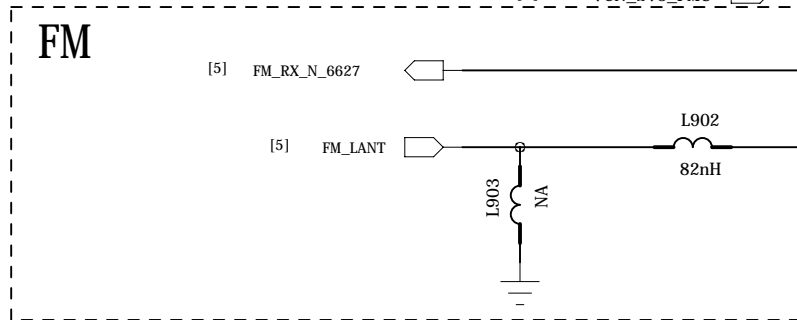 FM
[5] FM_RX_N_6627
[5] FM_LANT
L902
82nH
L903
NA